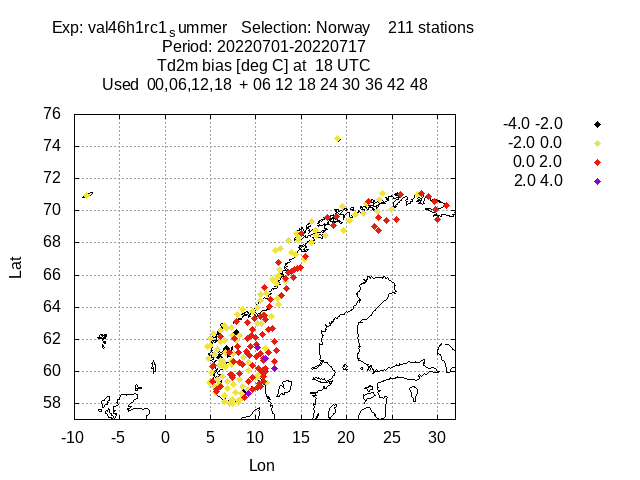 Exp: val46h1rc1summer Selection: Norway 211 stations
Period: 20220701-20220717
Td2m bias [deg C] at 18 UTC
Used 00,06,12,18 + 06 12 18 24 30 36 42 48
-4.0 -2.0
-2.0 0.0
0.0 2.0
2.0 4.0
76
74
72
70
68
66
64
62
60
58
Lat
-10 -5 0 5 10 15 20 25 30
Lon